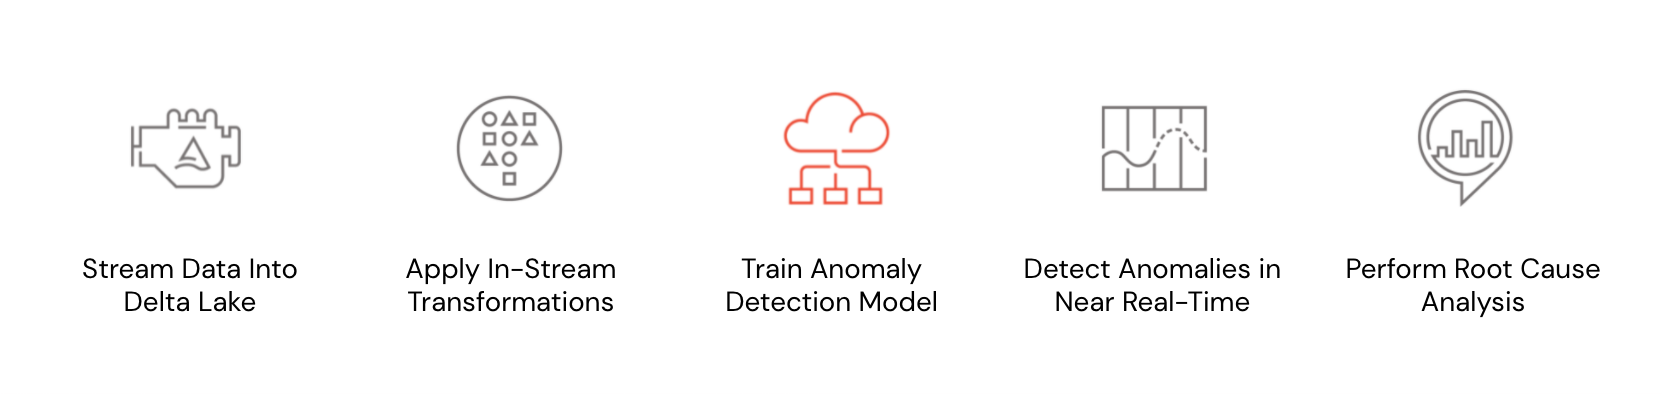 Stream Data Into
Delta Lake
Apply In-Stream
Transformations
Train Anomaly
Detection Model
Detect Anomalies in
Near Real-Time
Perform Root Cause
Analysis